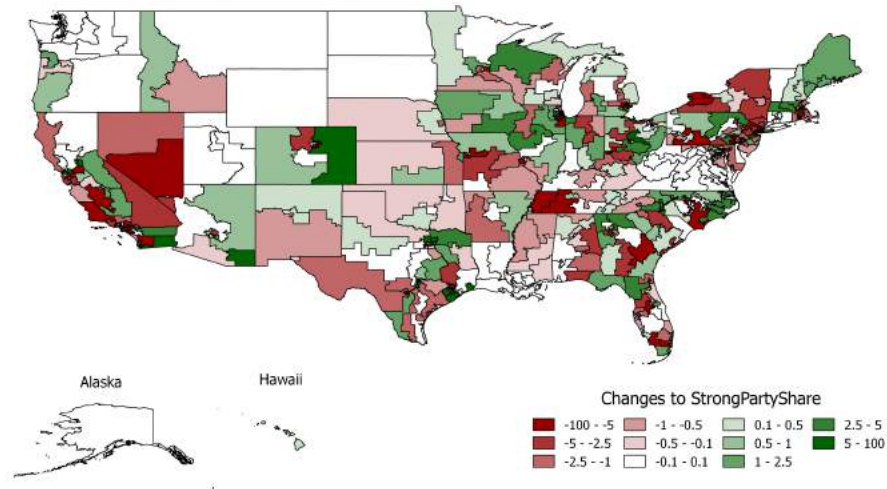 Alaska
Hawaii
Changes to StrongPartyShare
-100 - -5 -1 - -0.5 0.1 - 0.5 2.5 - 5
-5 - -2.5 -0.5 - -0.1 0.5 - 1 5 - 100
-2.5 - -1 -0.1 - 0.1 1 - 2.5